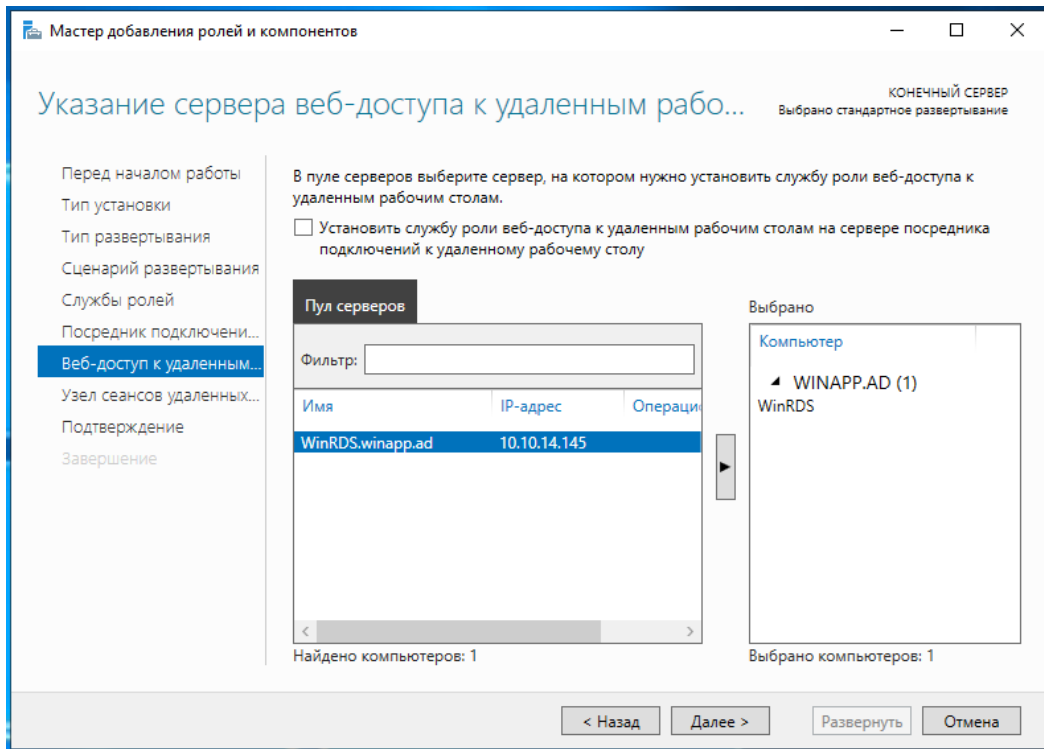 Мастер добавления ролей и компонентов
Указание сервера веб-доступа к удаленным рабо...
КОНЕЧНЫЙ СЕРВЕР
Выбрано стандартное развертывание
Перед началом работы
Тип установки
Тип развертывания
Сценарий развертывания
Службы ролей
Посредник подключени...
Веб-доступ к удаленным...
Узел сеансов удаленных...
Подтверждение
Завершение
В пуле серверов выберите сервер, на котором нужно установить службу роли веб-доступа к
удаленным рабочим столам.
Установить службу роли веб-доступа к удаленным рабочим столам на сервере посредника
подключений к удаленному рабочему столу
Пул серверов
Фильтр:
Имя IP-адрес Операци
WinRDS.winapp.ad 10.10.14.145
Найдено компьютеров: 1
Выбрано
Компьютер
WINAPP.AD (1)
WinRDS
Выбрано компьютеров: 1
< Назад Далее > Развернуть Отмена